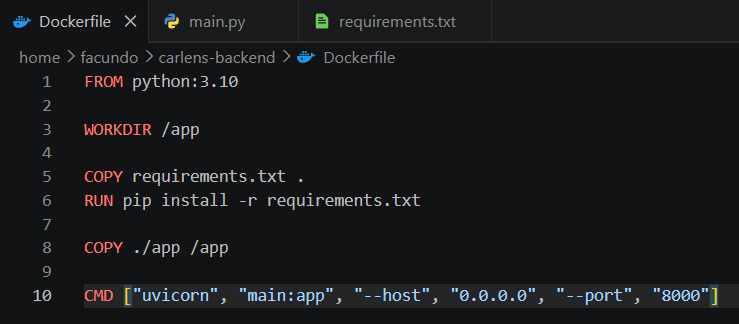 Dockerfile main.py requirements.txt
home > facundo > carlens-backend > Dockerfile
1 FROM python:3.10
2
3 WORKDIR /app
4
5 COPY requirements.txt .
6 RUN pip install -r requirements.txt
7
8 COPY ./app /app
9
10 CMD ["uvicorn", "main:app", "--host", "0.0.0.0", "--port", "8000"]